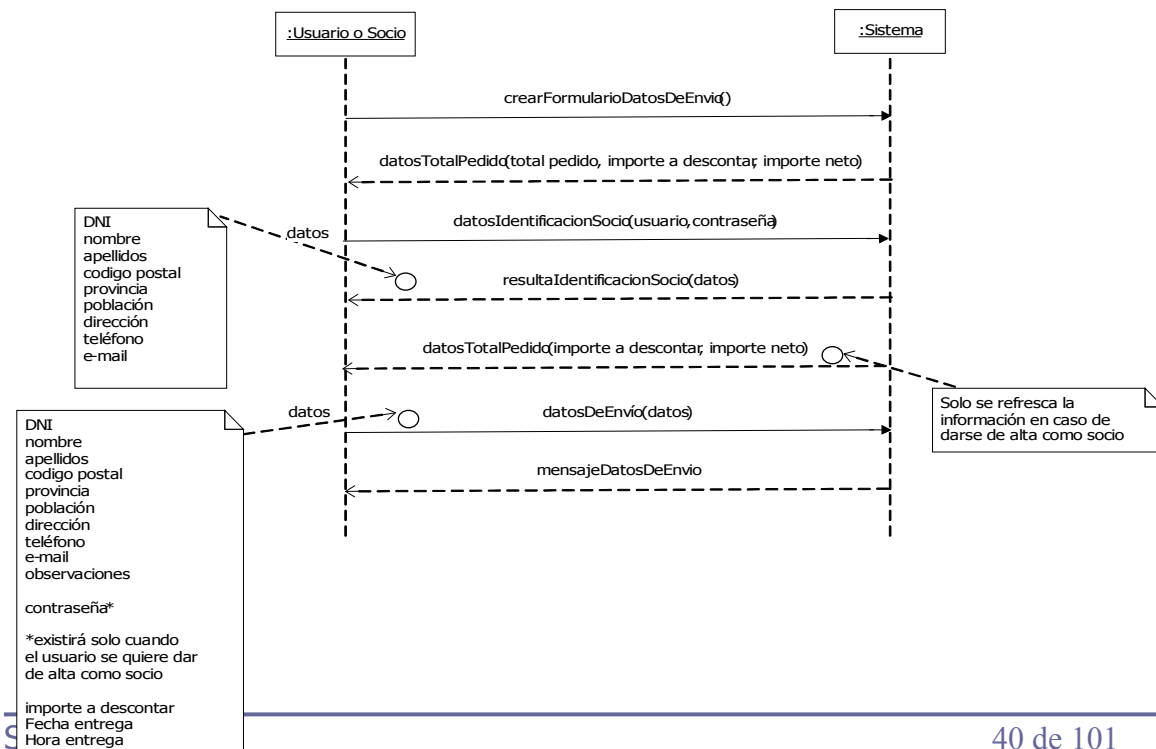 :Usuario o Socio
:Sistema
crearFormularioDatosDeEnvio()
datosTotalPedido(total pedido, importe a descontar, importe neto)
DNI
nombre
apellidos
codigo postal
provincia
población
dirección
teléfono
e-mail
datos
datosIdentificacionSocio(usuario,contraseña)
resultaIdentificacionSocio(datos)
datosTotalPedido(importe a descontar, importe neto)
Solo se refresca la
información en caso de
darse de alta como socio
DNI
nombre
apellidos
codigo postal
provincia
población
dirección
teléfono
e-mail
observaciones
contraseña*
*existirá solo cuando
el usuario se quiere dar
de alta como socio
importe a descontar
Fecha entrega
Hora entrega
datos
datosDeEnvío(datos)
mensajeDatosDeEnvio
40 de 101